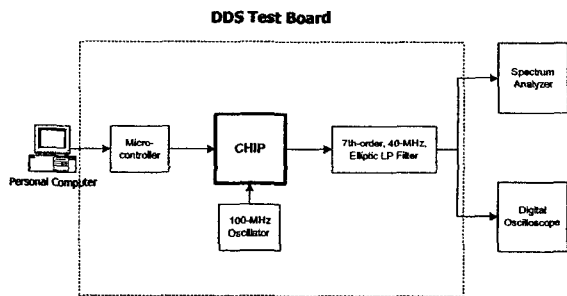 DDS Test Board
Spectrum
Analyzer
Micro-
controller
CHIP
7th-order, 40-MHz,
Elliptic LP Filter
Personal Computer
100-MHz
Oscillator
Digital
Oscilloscope